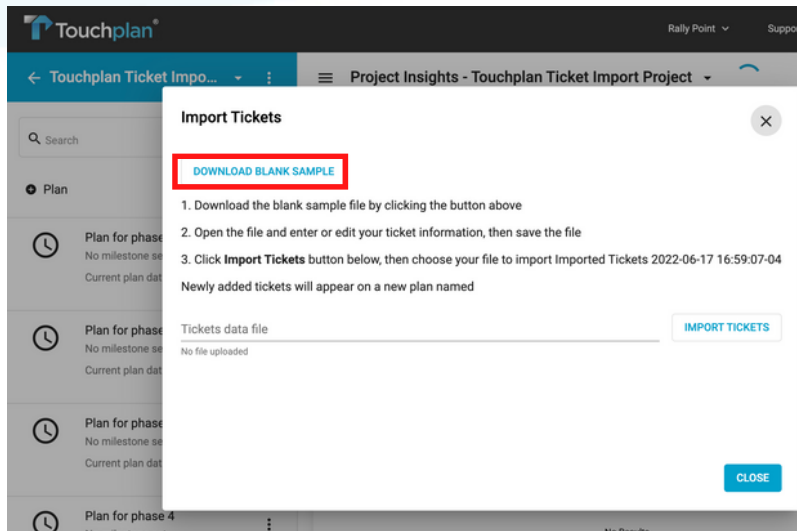 Touchplan®
Rally Point
Suppo
Touchplan Ticket Impo...
Project Insights - Touchplan Ticket Import Project
Search
Plan
Plan for phase
No milestone se
Current plan dat
Plan for phase
No milestone se
Current plan dat
Plan for phase
No milestone se
Current plan dat
Plan for phase 4
Import Tickets
DOWNLOAD BLANK SAMPLE
1. Download the blank sample file by clicking the button above
2. Open the file and enter or edit your ticket information, then save the file
3. Click Import Tickets button below, then choose your file to import Imported Tickets 2022-06-17 16:59:07-04
Newly added tickets will appear on a new plan named
Tickets data file
IMPORT TICKETS
No file uploaded
CLOSE